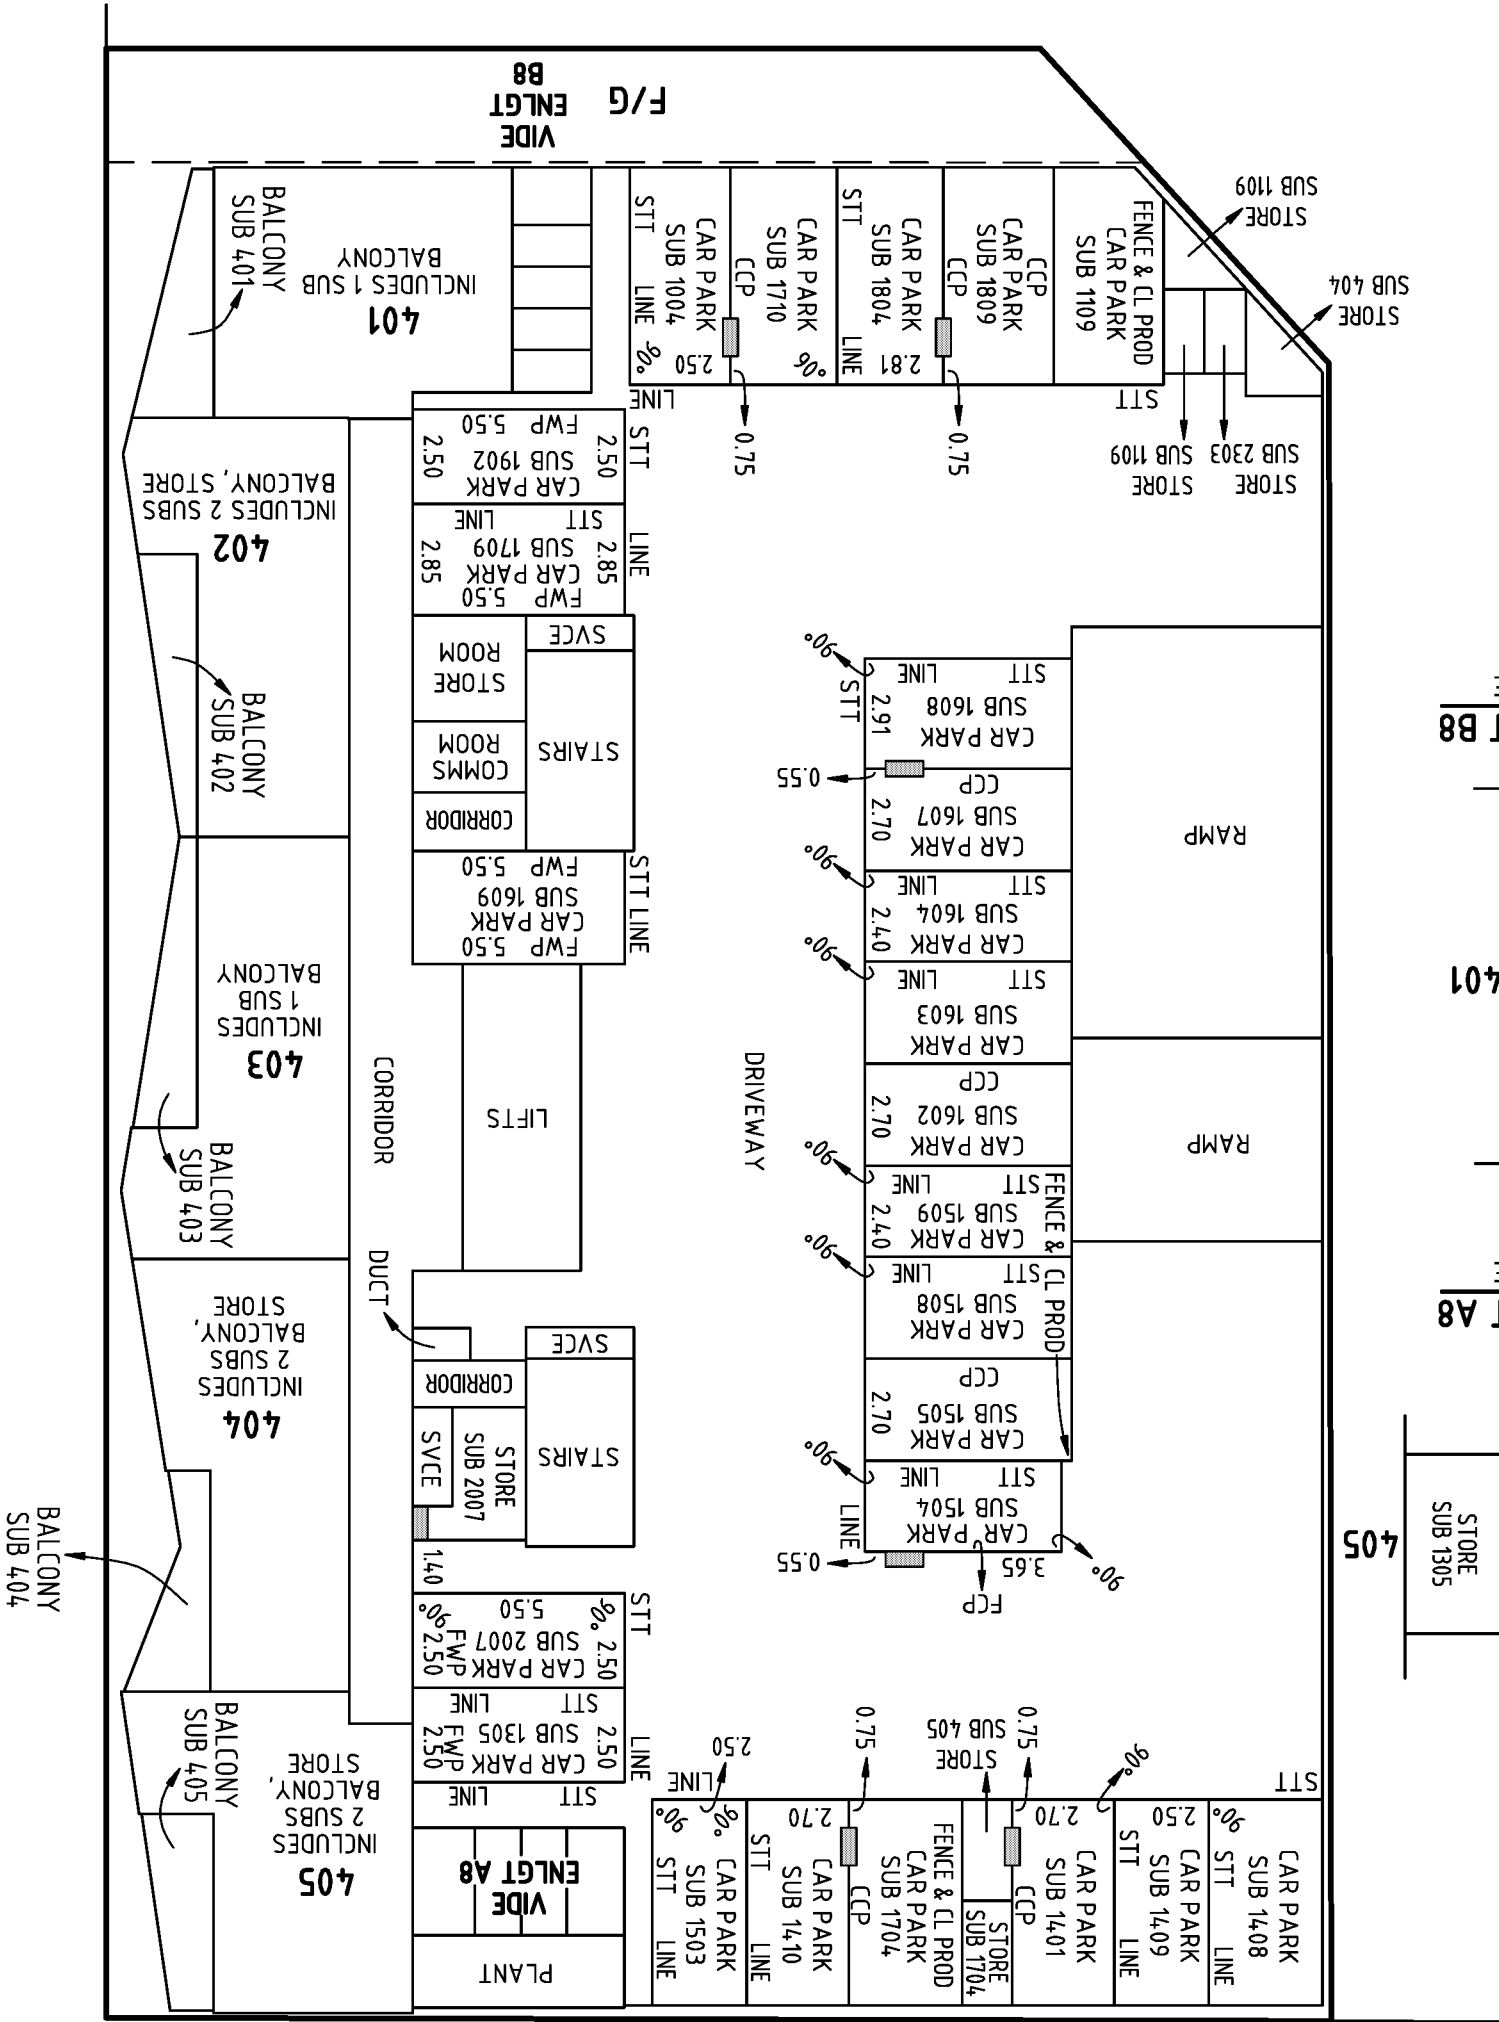 CAR PARK
SUB 1408
STT LINE
90°
STT
CAR PARK
SUB 1409
STT LINE
2.50
90°
CAR PARK
SUB 1401
CCP
2.70
0.75
STORE
SUB 1704
STORE
SUB 405
FENCE & CL PROD
CAR PARK
SUB 1704
CCP
0.75
CAR PARK
SUB 1410
STT LINE
2.70
CAR PARK
SUB 1503
STT LINE
90°
90°
2.50
LINE
PLANT
VIDE
ENLGT A8
STT LINE
405
INCLUDES
2 SUBS
BALCONY,
STORE
BALCONY
SUB 405
CAR PARK
SUB 1305
FWP
2.50
2.50
STT LINE
LINE
CAR PARK
SUB 2007
FWP
2.50
2.50
5.50
90°
90°
STT
1.40
405
STORE
SUB 1305
FCP
3.65
90°
0.55
CAR PARK
SUB 1504
STT LINE
LINE
90°
CAR PARK
SUB 1505
CCP
2.70
CAR PARK
SUB 1508
STT LINE
90°
FENCE &
CL PROD
CAR PARK
SUB 1509
STT LINE
2.40
90°
CAR PARK
SUB 1602
CCP
2.70
CAR PARK
SUB 1603
STT LINE
90°
CAR PARK
SUB 1604
STT LINE
2.40
90°
CAR PARK
SUB 1607
CCP
2.70
0.55
CAR PARK
SUB 1608
STT LINE
2.91
STT
90°
RAMP
RAMP
DRIVEWAY
STAIRS
STORE
SUB 2007
SVCE
CORRIDOR
SVCE
DUCT
404
INCLUDES
2 SUBS
BALCONY,
STORE
BALCONY
SUB 404
LIFTS
CORRIDOR
403
INCLUDES
1 SUB
BALCONY
BALCONY
SUB 403
FWP 5.50
CAR PARK
SUB 1609
FWP 5.50
STT LINE
CORRIDOR
COMMS
ROOM
STORE
ROOM
STAIRS
SVCE
BALCONY
SUB 402
402
INCLUDES 2 SUBS
BALCONY, STORE
FWP 5.50
CAR PARK
SUB 1709
2.85
2.85
STT LINE
LINE
CAR PARK
SUB 1902
2.50
2.50
FWP 5.50
STT
401
INCLUDES 1 SUB
BALCONY
BALCONY
SUB 401
STORE
SUB 2303
STORE
SUB 1109
STORE
SUB 404
STORE
SUB 1109
STT
FENCE & CL PROD
CAR PARK
SUB 1109
CCP
CAR PARK
SUB 1809
CCP
0.75
CAR PARK
SUB 1804
STT LINE
2.81
CAR PARK
SUB 1710
CCP
90°
0.75
CAR PARK
SUB 1004
STT LINE
2.50
90°
LINE
F/G
VIDE
ENLGT
B8
A8
401
B8